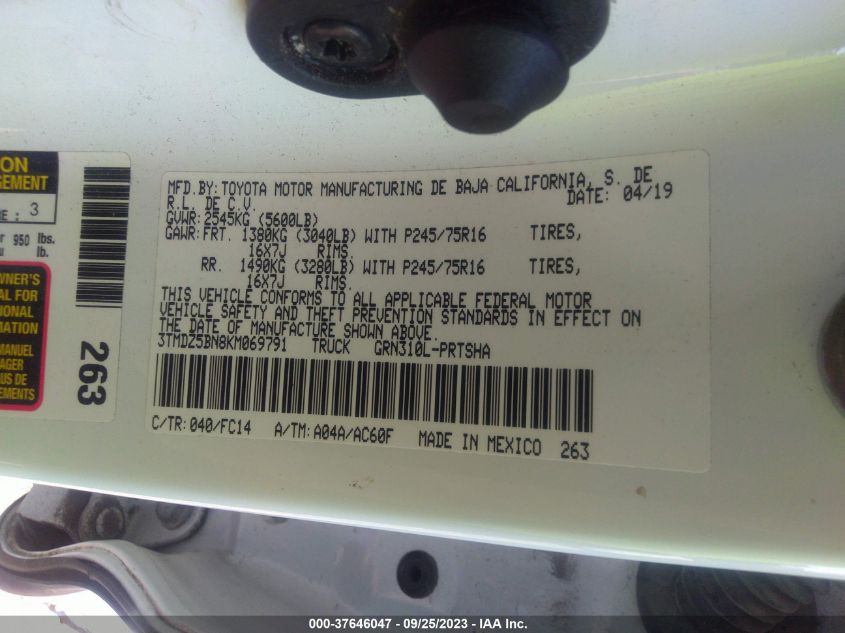 ON
GEMENT
E : 3
r 950 lbs.
u lb.
WNER'S
AL FOR
IONAL
MATION
MANUEL
AGER
US DE
EMENTS
263
MFD.BY: TOYOTA MOTOR MANUFACTURING DE BAJA CALIFORNIA, S. DE
R.L. DE C.V. DATE: 04/19
GVWR: 2545KG (5600LB)
GAWR: FRT. 1380KG (3040LB) WITH P245/75R16 TIRES,
16X7J RIMS.
RR. 1490KG (3280LB) WITH P245/75R16 TIRES,
16X7J RIMS.
THIS VEHICLE CONFORMS TO ALL APPLICABLE FEDERAL MOTOR
VEHICLE SAFETY AND THEFT PREVENTION STANDARDS IN EFFECT ON
THE DATE OF MANUFACTURE SHOWN ABOVE.
3TMDZ5BN8KM069791 TRUCK GRN310L-PRTSHA
C/TR: 040/FC14 A/TM: A04A/AC60F MADE IN MEXICO 263
000-37646047 - 09/25/2023 - IAA Inc.